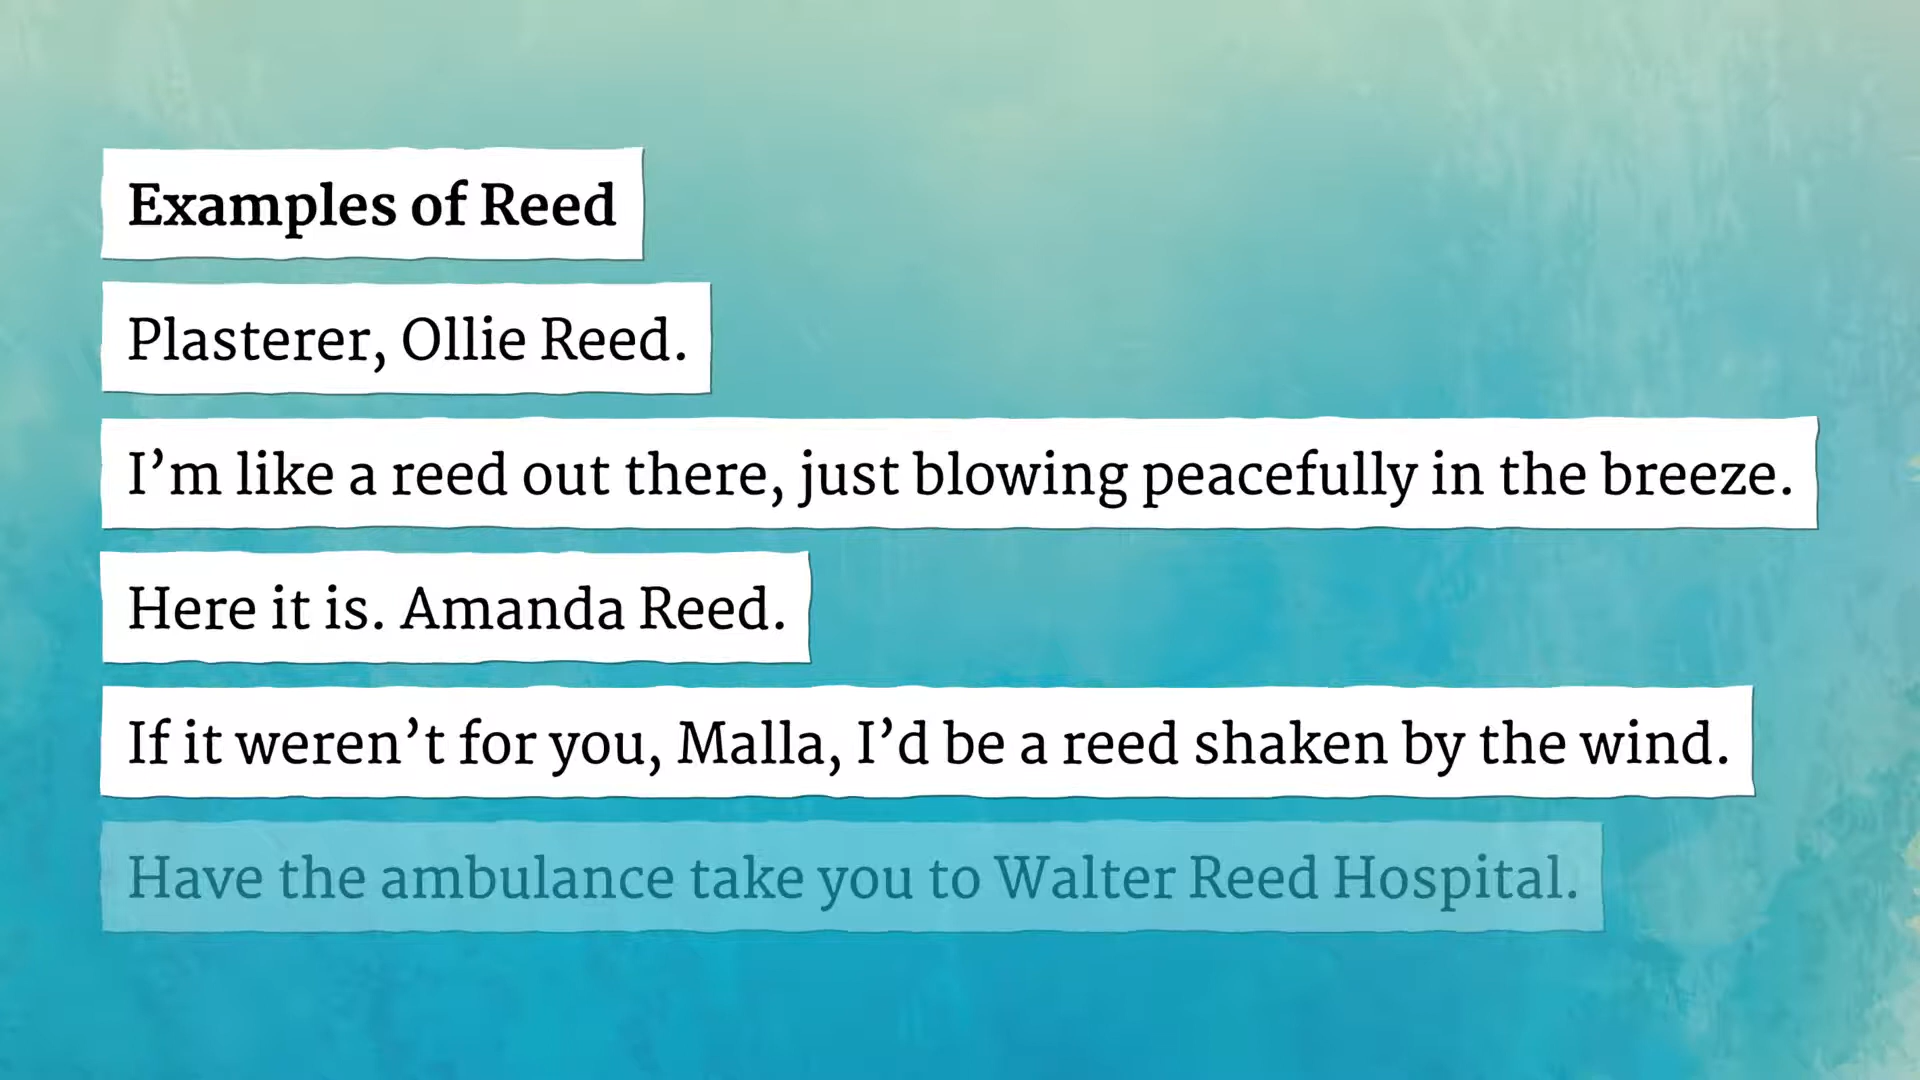 Examples of Reed
Plasterer, Ollie Reed.
I’m like a reed out there, just blowing peacefully in the breeze.
Here it is. Amanda Reed.
If it weren’t for you, Malla, I’d be a reed shaken by the wind.
Have the ambulance take you to Walter Reed Hospital.